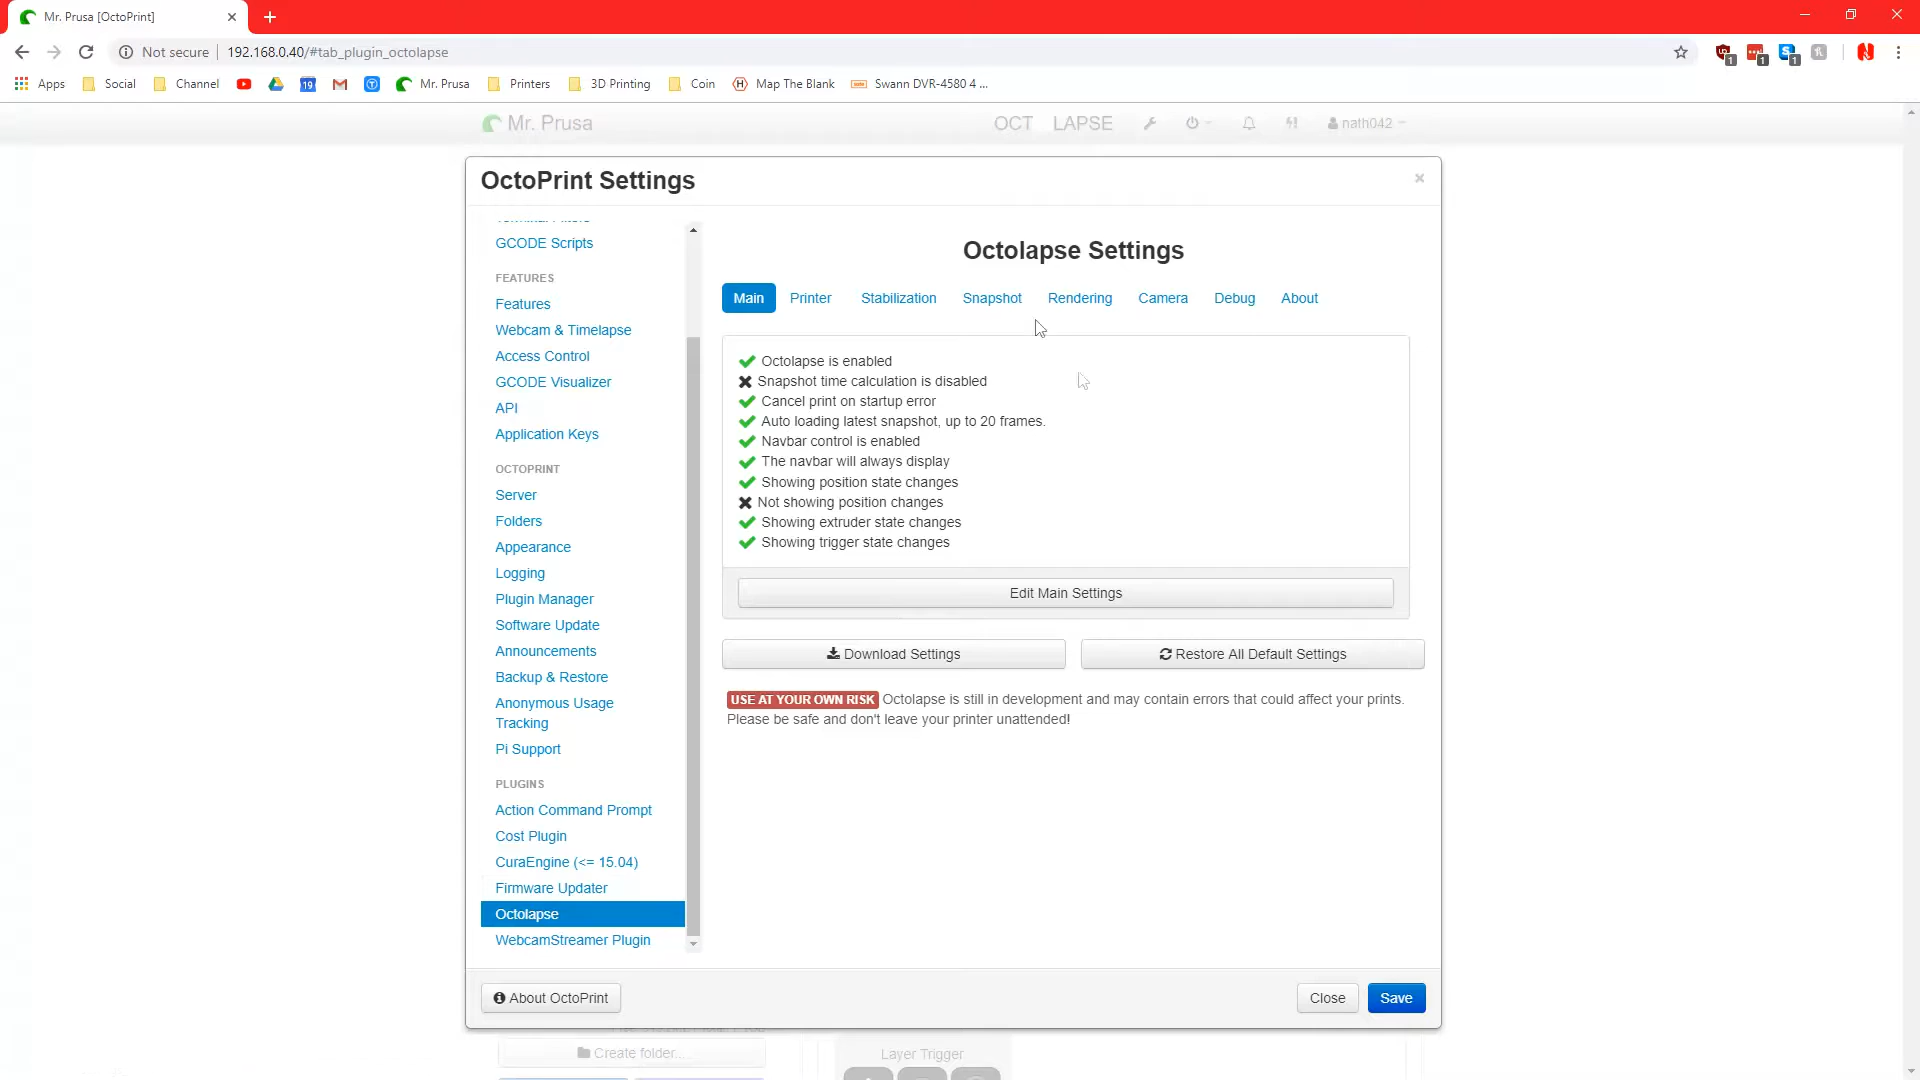 Mr. Prusa [OctoPrint]
Not secure
192.168.0.40/#tab_plugin_octolapse
1
1
1
Apps
Social
Channel
19
Mr. Prusa
Printers
3D Printing
Coin
Map The Blank
Swann DVR-4580 4 ...
Mr. Prusa
OCT LAPSE
nath042
OctoPrint Settings
×
GCODE Scripts
FEATURES
Features
Webcam & Timelapse
Access Control
GCODE Visualizer
API
Application Keys
OCTOPRINT
Server
Folders
Appearance
Logging
Plugin Manager
Software Update
Announcements
Backup & Restore
Anonymous Usage
Tracking
Pi Support
PLUGINS
Action Command Prompt
Cost Plugin
CuraEngine (<= 15.04)
Firmware Updater
Octolapse
WebcamStreamer Plugin
Octolapse Settings
Main
Printer
Stabilization
Snapshot
Rendering
Camera
Debug
About
Octolapse is enabled
Snapshot time calculation is disabled
Cancel print on startup error
Auto loading latest snapshot, up to 20 frames.
Navbar control is enabled
The navbar will always display
Showing position state changes
Not showing position changes
Showing extruder state changes
Showing trigger state changes
Edit Main Settings
Download Settings
Restore All Default Settings
USE AT YOUR OWN RISK Octolapse is still in development and may contain errors that could affect your prints.
Please be safe and don't leave your printer unattended!
About OctoPrint
Close
Save
Create folder...
Layer Trigger